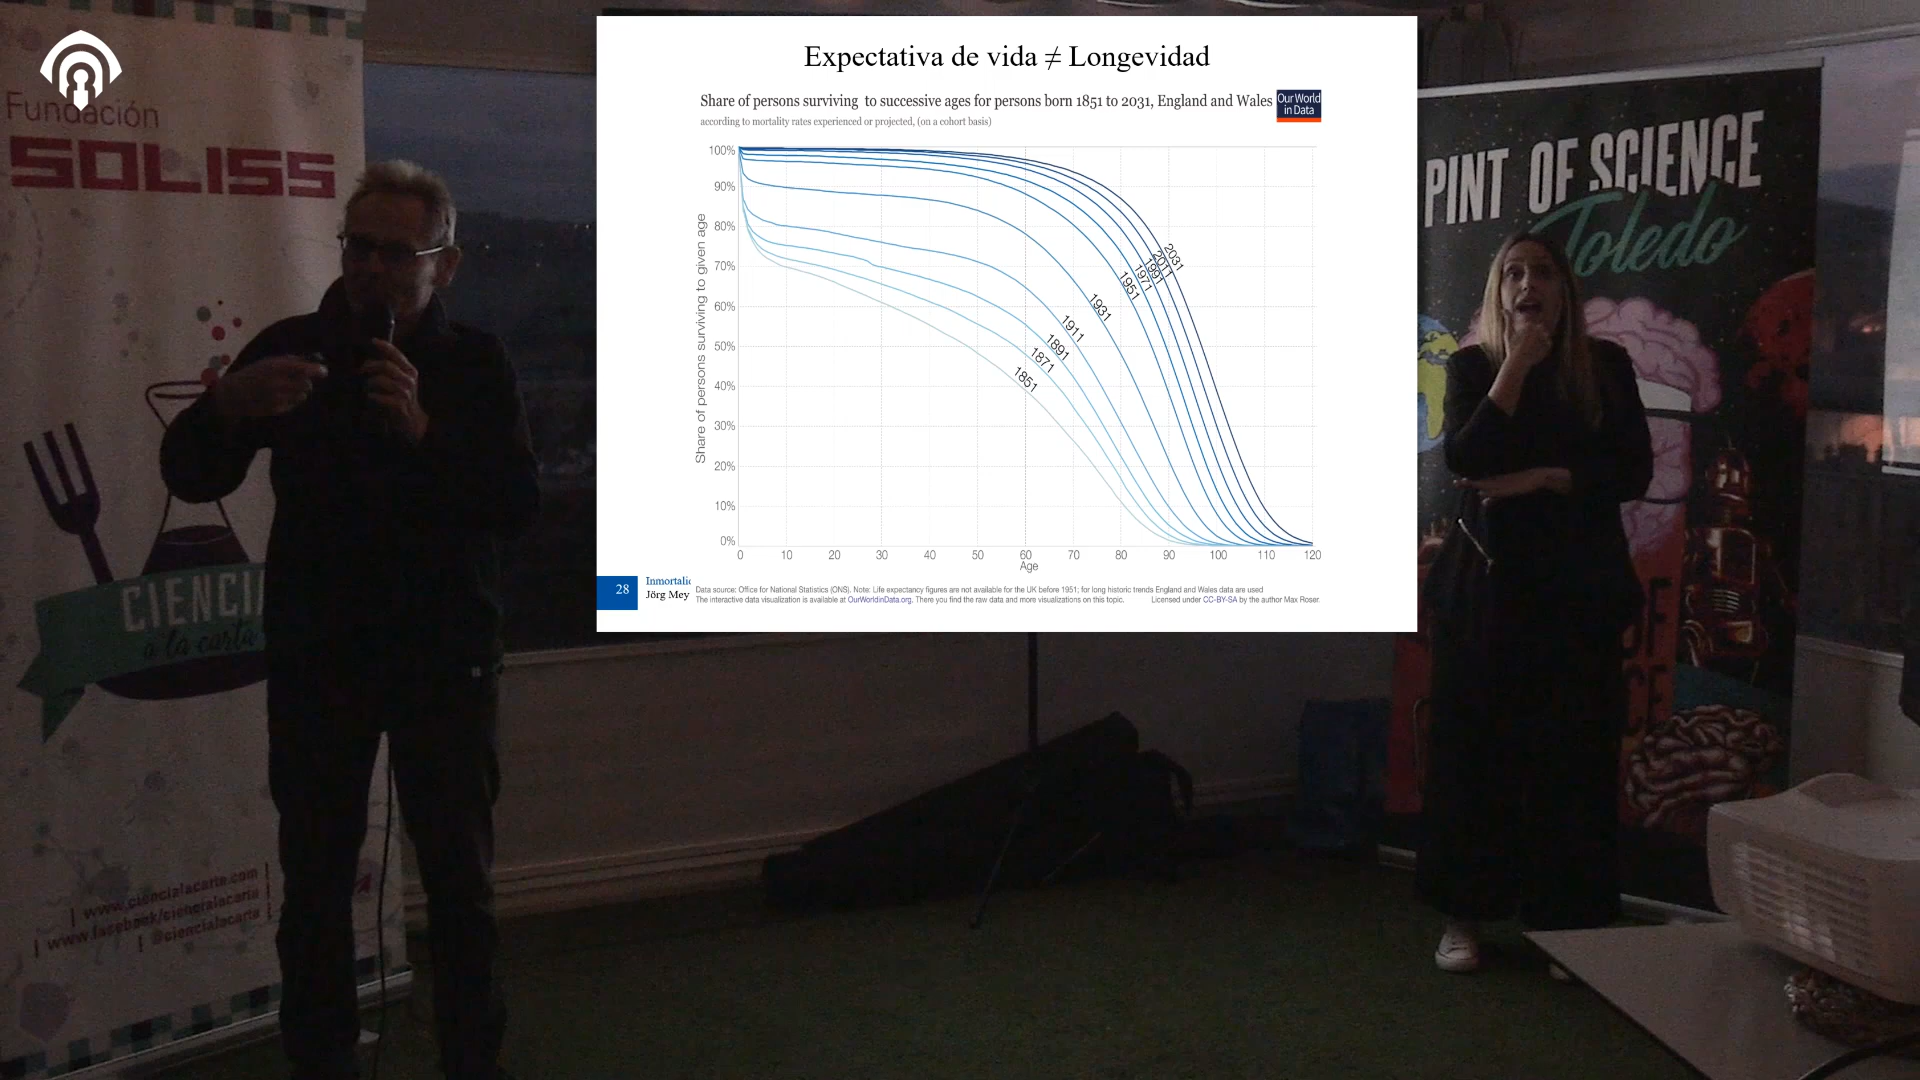 Fundación
SOLISS
CIENCI
a la carta
| www.ciencialacarta.com |
| www.facebook/ciencialacarta |
| @ciencialacarta |
Expectativa de vida ≠ Longevidad
Share of persons surviving to successive ages for persons born 1851 to 2031, England and Wales
according to mortality rates experienced or projected, (on a cohort basis)
Our World
in Data
Share of persons surviving to given age
100%
90%
80%
70%
60%
50%
40%
30%
20%
10%
0%
2031
2011
1991
1971
1951
1931
1911
1891
1871
1851
0 10 20 30 40 50 60 70 80 90 100 110 120
Age
28
Inmortalic
Jörg Mey
Data source: Office for National Statistics (ONS). Note: Life expectancy figures are not available for the UK before 1951; for long historic trends England and Wales data are used
The interactive data visualization is available at OurWorldinData.org. There you find the raw data and more visualizations on this topic.
Licensed under CC-BY-SA by the author Max Roser.
PINT OF SCIENCE
Toledo